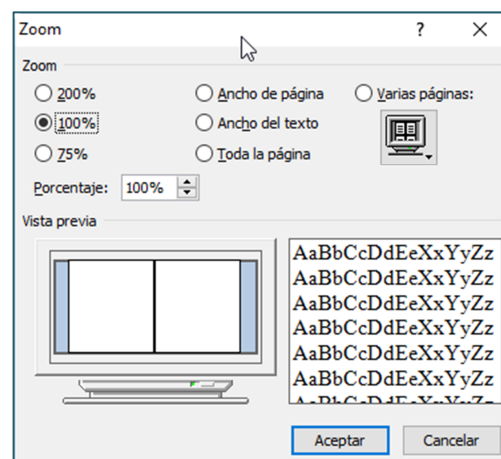 Zoom
Zoom
200% Ancho de página Varias páginas:
100% Ancho del texto
75% Toda la página
Porcentaje: 100%
Vista previa
AaBbCcDdEeXxYyZz
AaBbCcDdEeXxYyZz
AaBbCcDdEeXxYyZz
AaBbCcDdEeXxYyZz
AaBbCcDdEeXxYyZz
AaBbCcDdEeXxYyZz
AaBbCcDdEeXxYyZz
Aceptar Cancelar